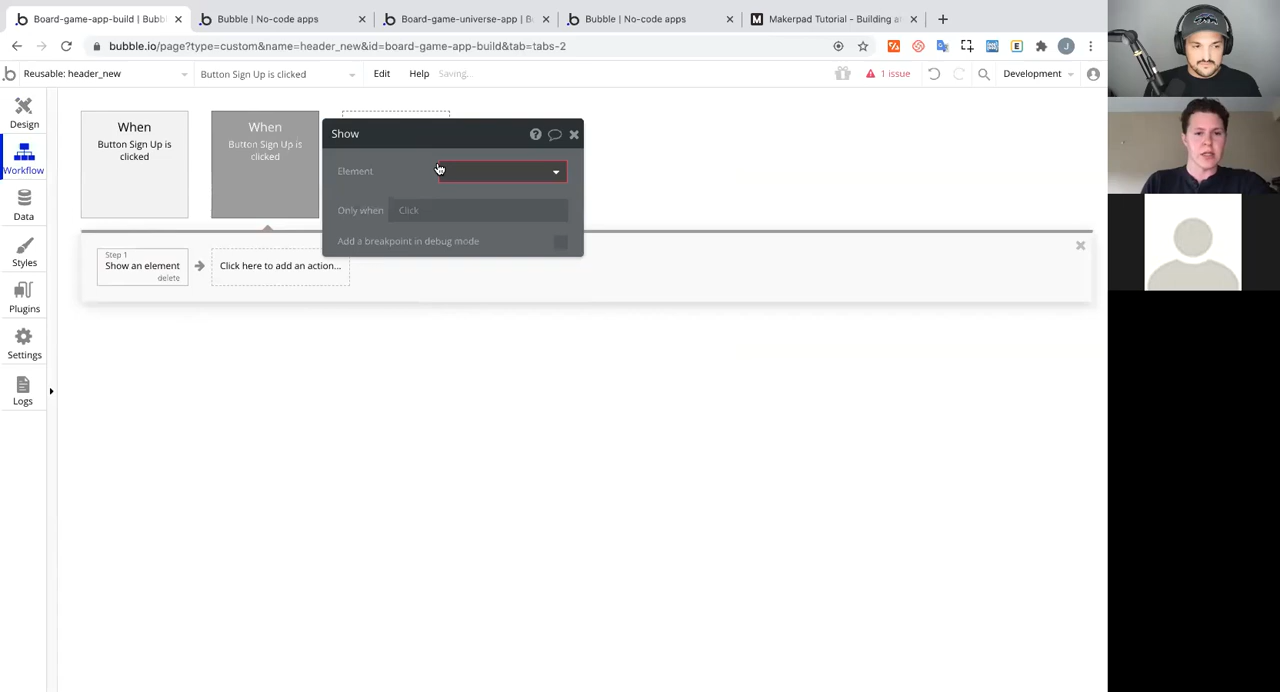 Board-game-app-build | Bubb
Bubble | No-code apps
Board-game-universe-app | B
Bubble | No-code apps
Makerpad Tutorial - Building a
bubble.io/page?type=custom&name=header_new&id=board-game-app-build&tab=tabs-2
Reusable: header_new
Button Sign Up is clicked
Edit
Help
Saving...
1 issue
Development
Design
Workflow
Data
Styles
Plugins
Settings
Logs
When
Button Sign Up is
clicked
When
Button Sign Up is
clicked
Show
Element
Only when
Click
Add a breakpoint in debug mode
Step 1
Show an element
delete
Click here to add an action...